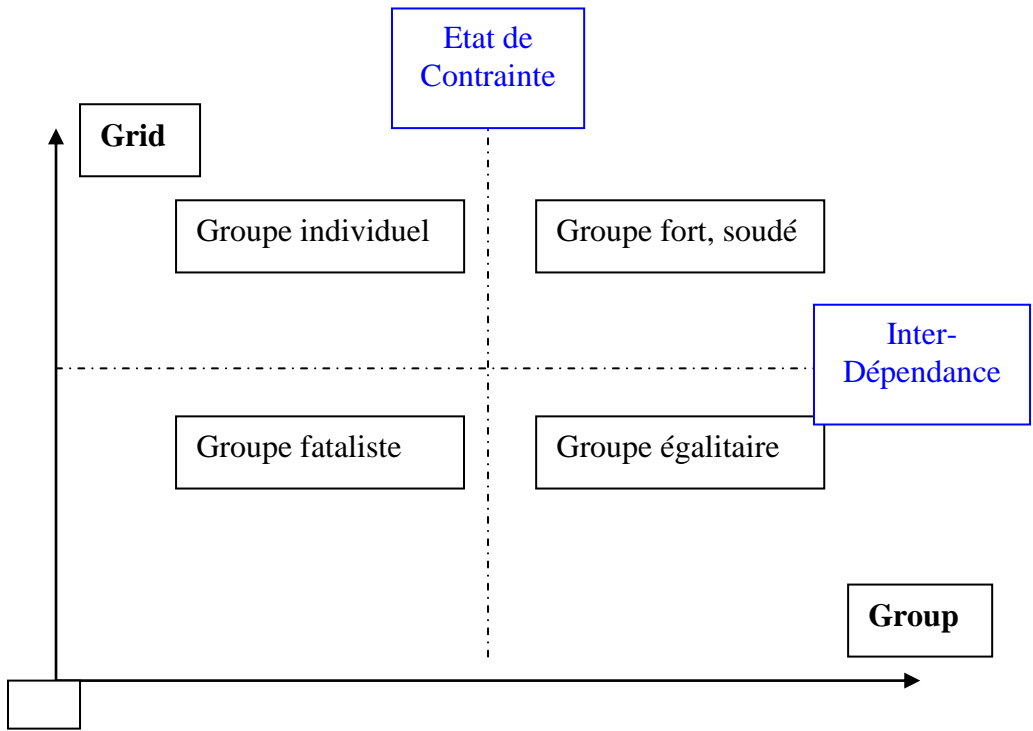 Etat de
Contrainte
Grid
Groupe individuel
Groupe fort, soudé
Inter-
Dépendance
Groupe fataliste
Groupe égalitaire
Group